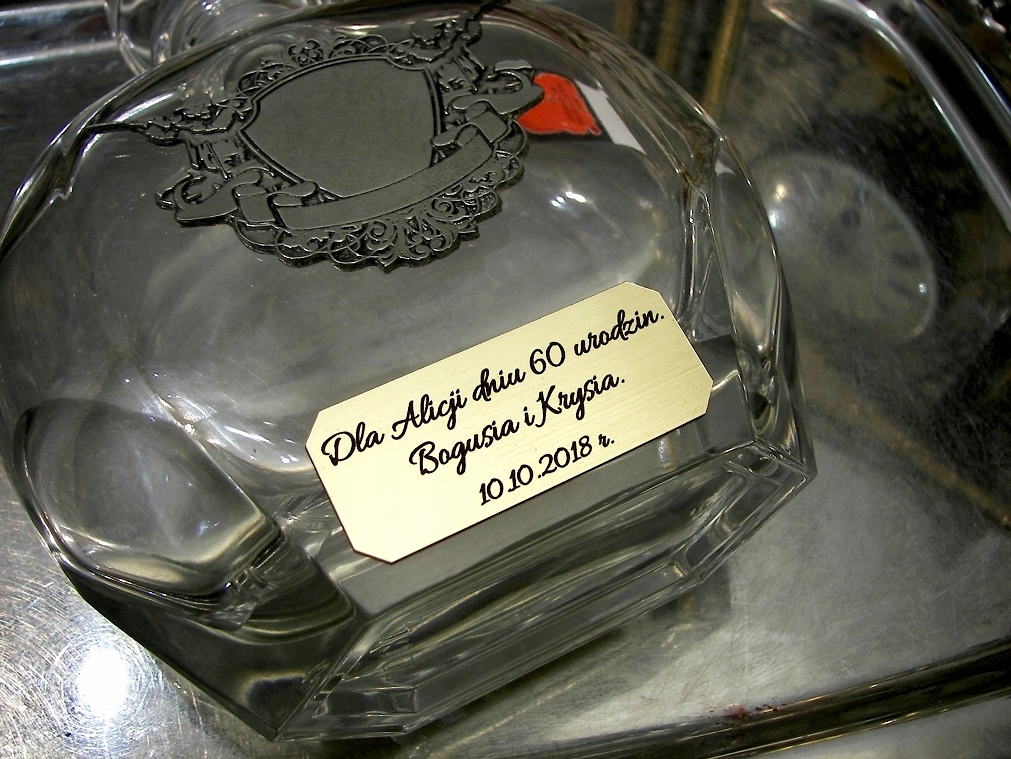 Dla Alicji dniu 60 urodzin.
Bogusia i Krysia.
10.10.2018 r.